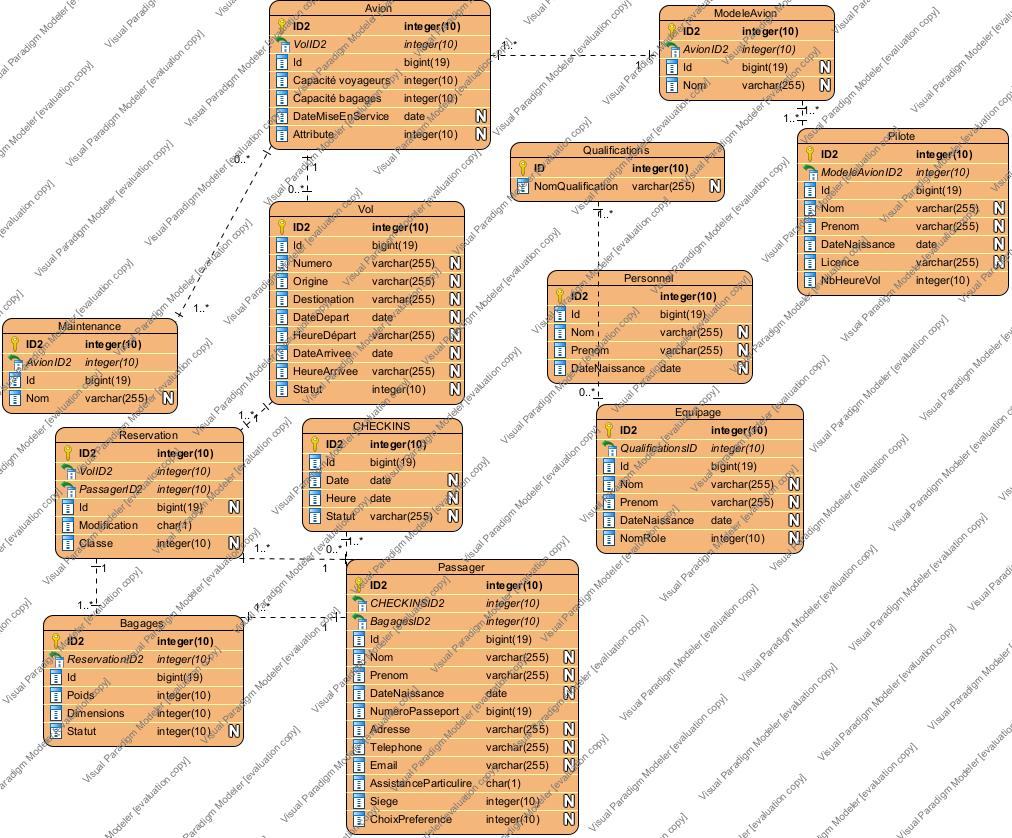 Avion
ID2 integer(10)
VolID2 integer(10)
Id bigint(19)
Capacité voyageurs integer(10)
Capacité bagages integer(10)
DateMiseEnService date N
Attribute integer(10) N
ModeleAvion
ID2 integer(10)
AvionID2 integer(10)
Id bigint(19) N
Nom varchar(255) N
1..*
1
1..*
1..*
Pilote
ID2 integer(10)
ModeleAvionID2 integer(10)
Id bigint(19)
Nom varchar(255) N
Prenom varchar(255) N
DateNaissance date N
Licence varchar(255) N
NbHeureVol integer(10)
Qualifications
ID integer(10)
NomQualification varchar(255) N
0..*
1
0..*
1..*
Vol
ID2 integer(10)
Id bigint(19)
Numero varchar(255) N
Origine varchar(255) N
Destionation varchar(255) N
DateDepart date N
HeureDépart varchar(255) N
DateArrivee date N
HeureArrivee varchar(255) N
Statut integer(10) N
Personnel
ID2 integer(10)
Id bigint(19)
Nom varchar(255) N
Prenom varchar(255) N
DateNaissance date N
1..*
Maintenance
ID2 integer(10)
AvionID2 integer(10)
Id bigint(19)
Nom varchar(255) N
0..*
Equipage
ID2 integer(10)
QualificationsID integer(10)
Id bigint(19)
Nom varchar(255) N
Prenom varchar(255) N
DateNaissance date N
NomRole integer(10) N
1..*
1
CHECKINS
ID2 integer(10)
Id bigint(19)
Date date N
Heure date N
Statut varchar(255) N
Reservation
ID2 integer(10)
VolID2 integer(10)
PassagerID2 integer(10)
Id bigint(19) N
Modification char(1)
Classe integer(10) N
1..*
0..*
1..*
1
1
1..*
Passager
ID2 integer(10)
CHECKINSID2 integer(10)
BagagesID2 integer(10)
Id bigint(19)
Nom varchar(255) N
Prenom varchar(255) N
DateNaissance date N
NumeroPasseport bigint(19)
Adresse varchar(255) N
Telephone varchar(255) N
Email varchar(255) N
AssistanceParticulire char(1)
Siege integer(10) N
ChoixPreference integer(10) N
1..*
1
Bagages
ID2 integer(10)
ReservationID2 integer(10)
Id bigint(19)
Poids integer(10)
Dimensions integer(10)
Statut integer(10) N
Visual Paradigm Modeler [evaluation copy]